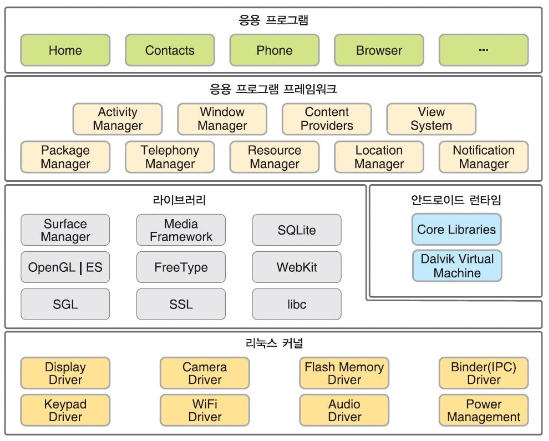 응용 프로그램
Home
Contacts
Phone
Browser
...
응용 프로그램 프레임워크
Activity
Manager
Window
Manager
Content
Providers
View
System
Package
Manager
Telephony
Manager
Resource
Manager
Location
Manager
Notification
Manager
라이브러리
Surface
Manager
Media
Framework
SQLite
OpenGL | ES
FreeType
WebKit
SGL
SSL
libc
안드로이드 런타임
Core Libraries
Dalvik Virtual
Machine
리눅스 커널
Display
Driver
Camera
Driver
Flash Memory
Driver
Binder(IPC)
Driver
Keypad
Driver
WiFi
Driver
Audio
Driver
Power
Management